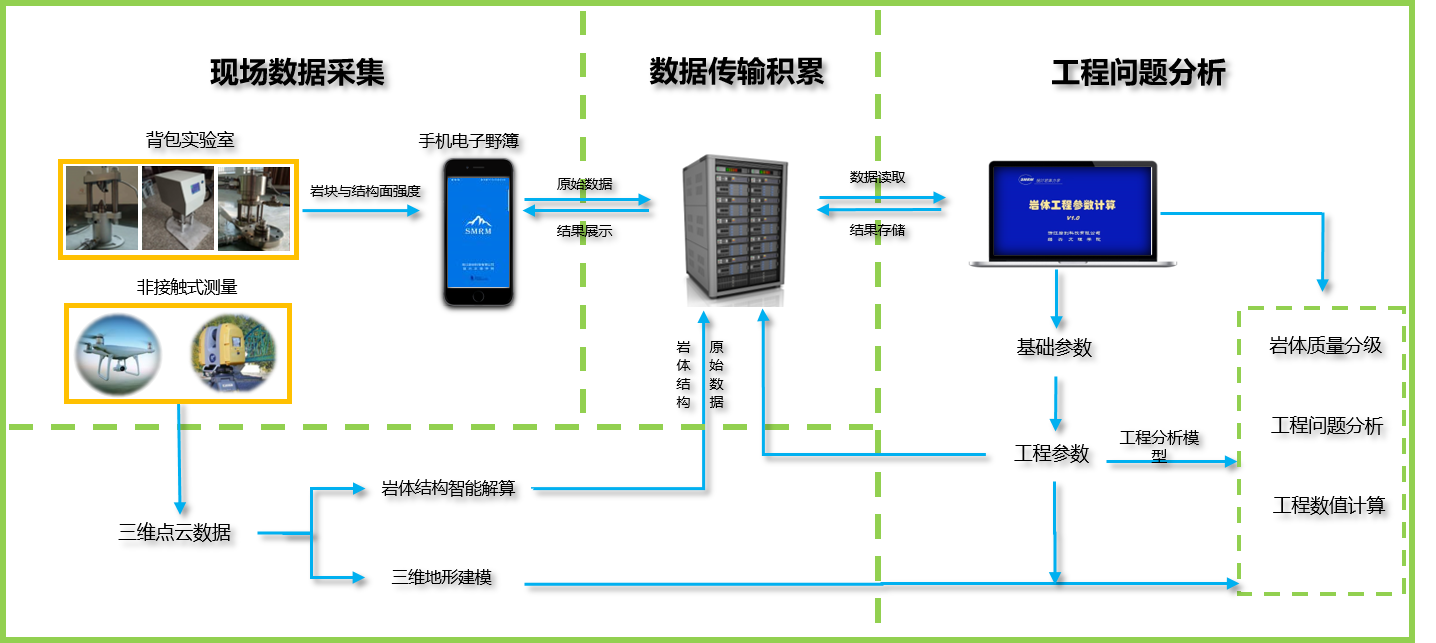 现场数据采集
数据传输积累
工程问题分析
背包实验室
手机电子野簿
岩块与结构面强度
原始数据
结果展示
数据读取
结果存储
SMRM
岩体工程参数计算
V1.0
非接触式测量
岩体结构
原始数据
基础参数
工程参数
工程分析模
型
岩体质量分级
工程问题分析
工程数值计算
岩体结构智能解算
三维点云数据
三维地形建模